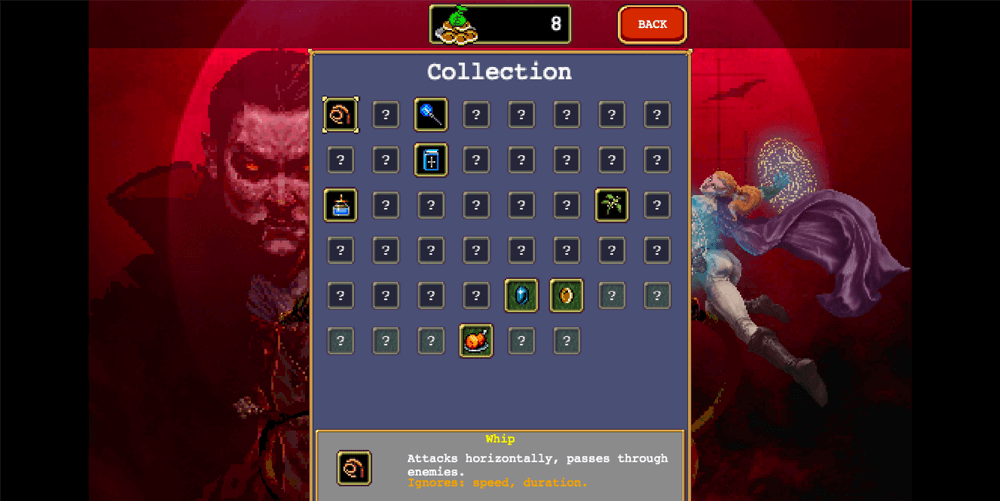 8
BACK
Collection
? ? ? ? ? ?
? ? ? ? ? ? ?
? ? ? ? ? ?
? ? ? ? ? ? ? ?
? ? ? ? ? ?
? ? ? ? ?
Whip
Attacks horizontally, passes through
enemies.
Ignores: speed, duration.